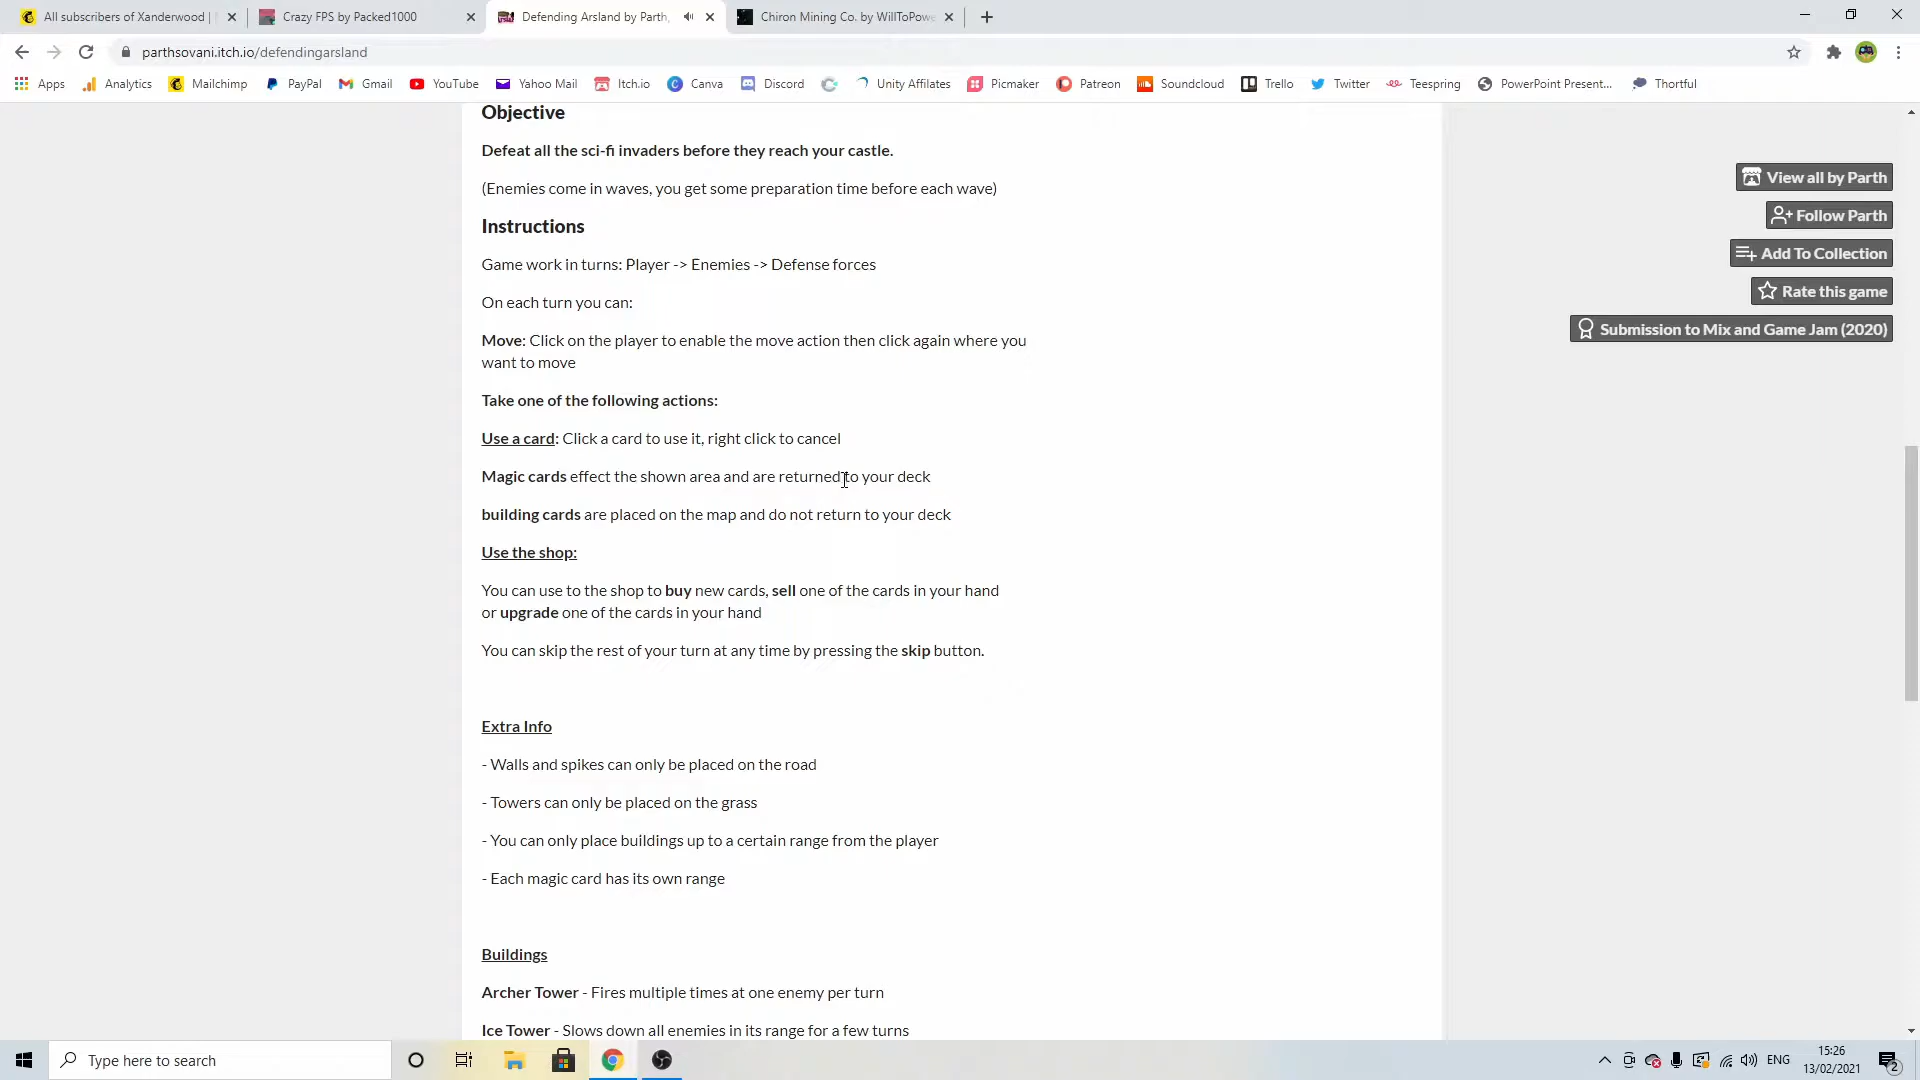 All subscribers of Xanderwood |
Crazy FPS by Packed1000
Defending Arsland by Parth,
Chiron Mining Co. by WillToPowe
parthsovani.itch.io/defendingarsland
Apps
Analytics
Mailchimp
PayPal
Gmail
YouTube
Yahoo Mail
Itch.io
Canva
Discord
Unity Affilates
Picmaker
Patreon
Soundcloud
Trello
Twitter
Teespring
PowerPoint Present...
Thortful
Objective
Defeat all the sci-fi invaders before they reach your castle.
(Enemies come in waves, you get some preparation time before each wave)
Instructions
Game work in turns: Player -> Enemies -> Defense forces
On each turn you can:
Move: Click on the player to enable the move action then click again where you
want to move
Take one of the following actions:
Use a card: Click a card to use it, right click to cancel
Magic cards effect the shown area and are returned to your deck
building cards are placed on the map and do not return to your deck
Use the shop:
You can use to the shop to buy new cards, sell one of the cards in your hand
or upgrade one of the cards in your hand
You can skip the rest of your turn at any time by pressing the skip button.
Extra Info
- Walls and spikes can only be placed on the road
- Towers can only be placed on the grass
- You can only place buildings up to a certain range from the player
- Each magic card has its own range
Buildings
Archer Tower - Fires multiple times at one enemy per turn
Ice Tower - Slows down all enemies in its range for a few turns
View all by Parth
Follow Parth
Add To Collection
Rate this game
Submission to Mix and Game Jam (2020)
Type here to search
ENG
15:26
13/02/2021
2